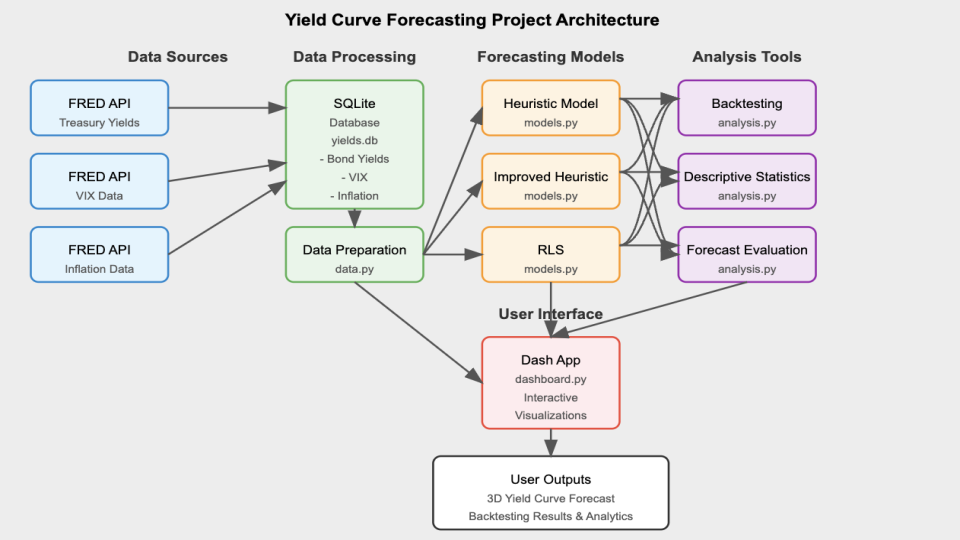 Yield Curve Forecasting Project Architecture
Data Sources
Data Processing
Forecasting Models
Analysis Tools
FRED API
Treasury Yields
FRED API
VIX Data
FRED API
Inflation Data
SQLite
Database
yields.db
- Bond Yields
- VIX
- Inflation
Data Preparation
data.py
Heuristic Model
models.py
Improved Heuristic
models.py
RLS
models.py
Backtesting
analysis.py
Descriptive Statistics
analysis.py
Forecast Evaluation
analysis.py
User Interface
Dash App
dashboard.py
Interactive
Visualizations
User Outputs
3D Yield Curve Forecast
Backtesting Results & Analytics